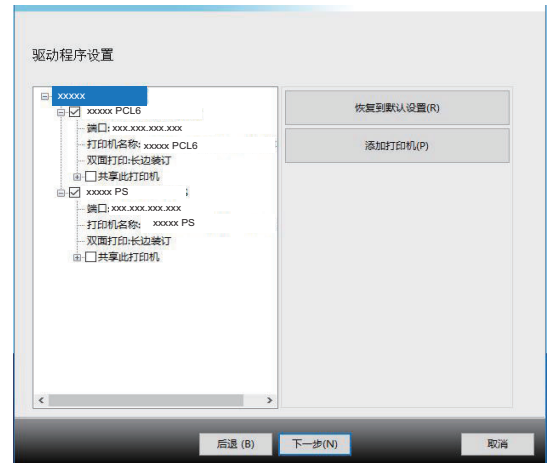 驱动程序设置
xxxxx
xxxxx PCL6
端口: xxx.xxx.xxx.xxx
打印机名称: xxxxx PCL6
双面打印:长边装订
共享此打印机
xxxxx PS
端口: xxx.xxx.xxx.xxx
打印机名称: xxxxx PS
双面打印:长边装订
共享此打印机
恢复到默认设置(R)
添加打印机(P)
后退 (B)
下一步(N)
取消